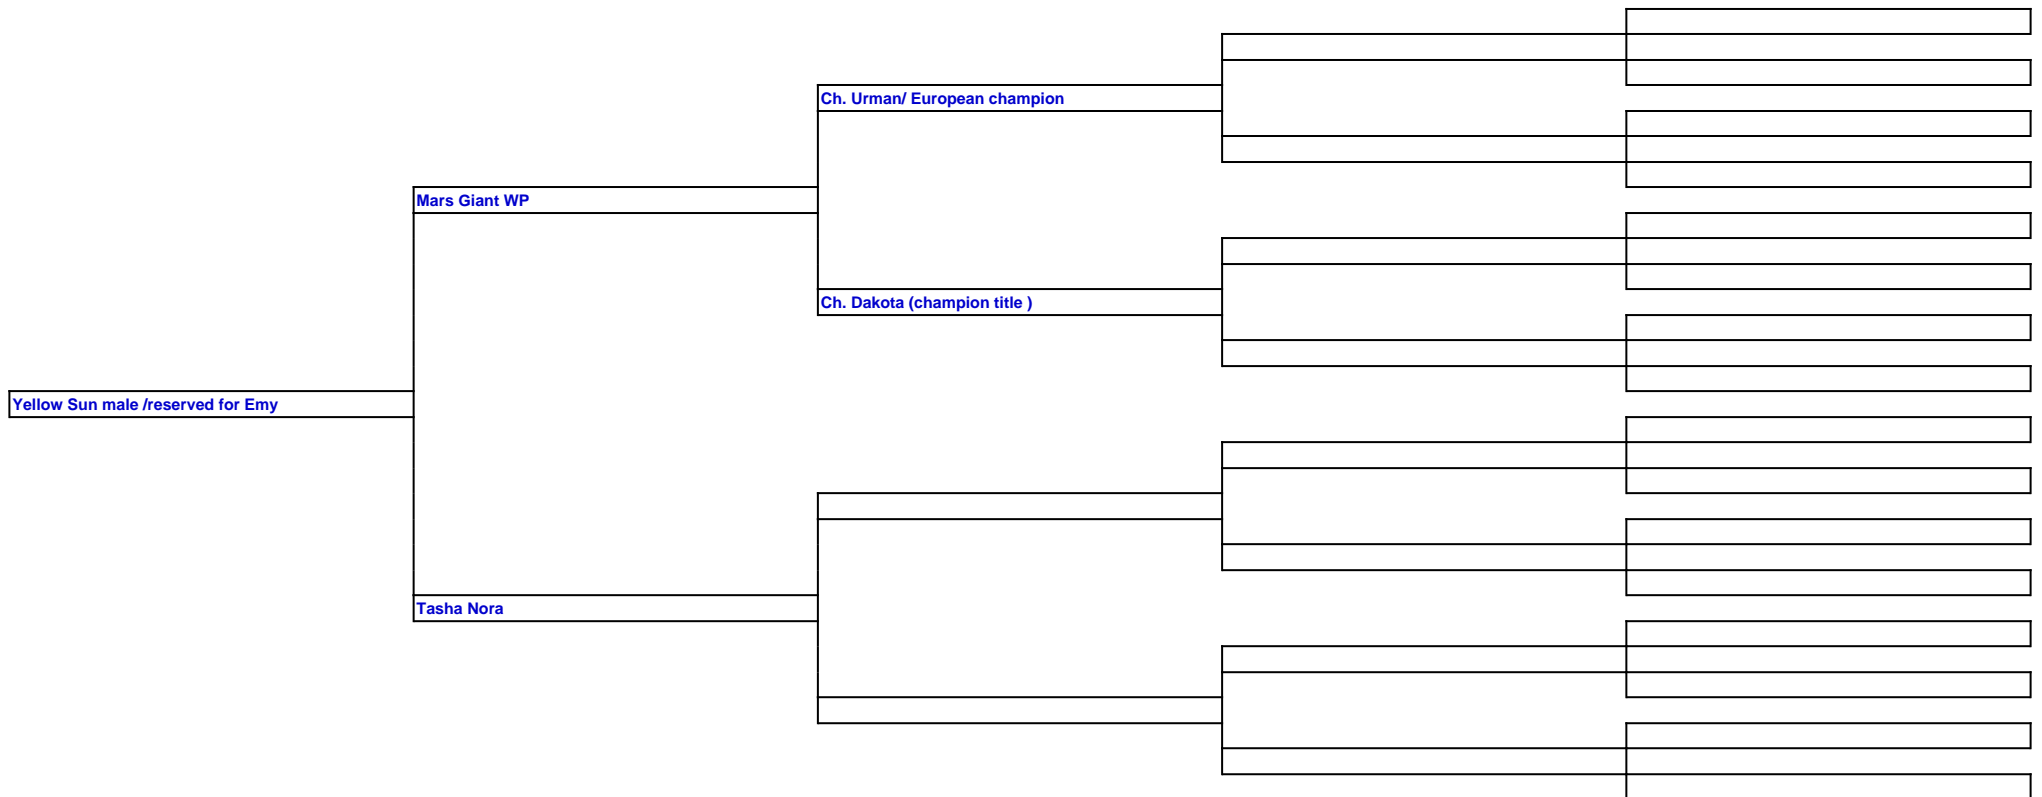 Ch. Urman/ European champion
Mars Giant WP
Ch. Dakota (champion title )
Yellow Sun male /reserved for Emy
Tasha Nora